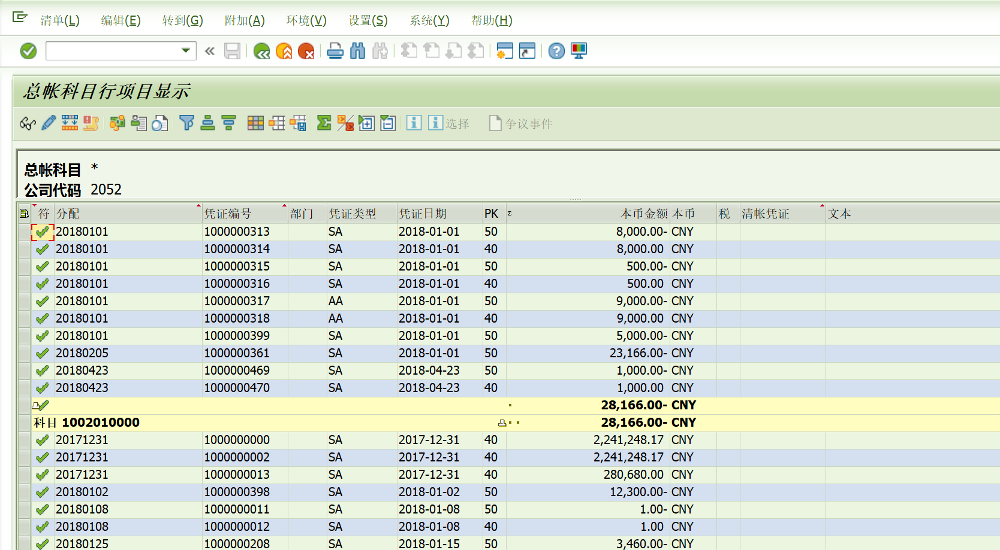 清单(L) 编辑(E) 转到(G) 附加(A) 环境(V) 设置(S) 系统(Y) 帮助(H)
总帐科目行项目显示
选择 争议事件
总帐科目 *
公司代码 2052
符 分配 凭证编号 部门 凭证类型 凭证日期 PK Σ 本币金额 本币 税 清帐凭证 文本
20180101 1000000313 SA 2018-01-01 50 8,000.00- CNY
20180101 1000000314 SA 2018-01-01 40 8,000.00 CNY
20180101 1000000315 SA 2018-01-01 50 500.00- CNY
20180101 1000000316 SA 2018-01-01 40 500.00 CNY
20180101 1000000317 AA 2018-01-01 50 9,000.00- CNY
20180101 1000000318 AA 2018-01-01 40 9,000.00 CNY
20180101 1000000399 SA 2018-01-01 50 5,000.00- CNY
20180205 1000000361 SA 2018-01-01 50 23,166.00- CNY
20180423 1000000469 SA 2018-04-23 50 1,000.00- CNY
20180423 1000000470 SA 2018-04-23 40 1,000.00 CNY
28,166.00- CNY
科目 1002010000 28,166.00- CNY
20171231 1000000000 SA 2017-12-31 40 2,241,248.17 CNY
20171231 1000000002 SA 2017-12-31 40 2,241,248.17 CNY
20171231 1000000013 SA 2017-12-31 40 280,680.00 CNY
20180102 1000000398 SA 2018-01-02 50 12,300.00- CNY
20180108 1000000011 SA 2018-01-08 50 1.00- CNY
20180108 1000000012 SA 2018-01-08 40 1.00 CNY
20180125 1000000208 SA 2018-01-15 50 3,460.00- CNY